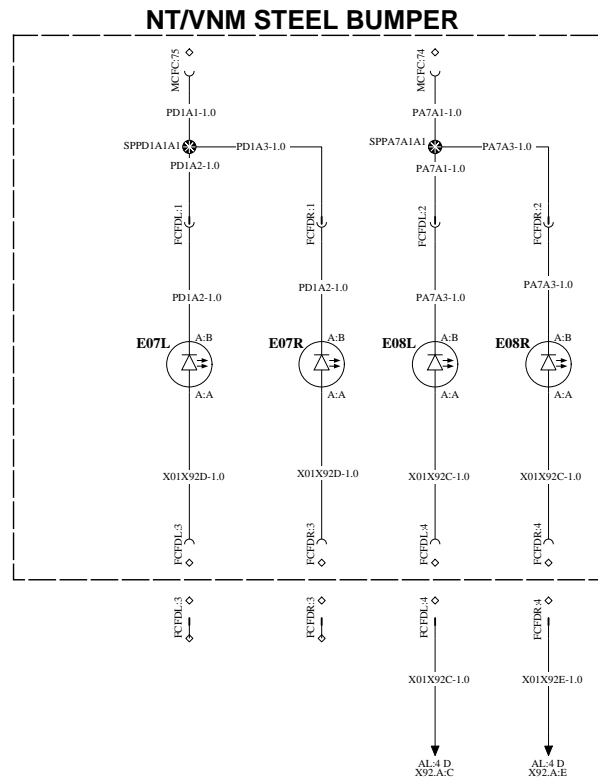 NT/VNM STEEL BUMPER
MCFC:75
MCFC:74
PD1A1-1.0
PA7A1-1.0
SPPD1A1A1
PD1A3-1.0
SPPA7A1A1
PA7A3-1.0
PD1A2-1.0
PA7A1-1.0
FCFDL:1
FCFDR:1
FCFDL:2
FCFDR:2
PD1A2-1.0
PD1A2-1.0
PA7A3-1.0
PA7A3-1.0
E07L
A:B
E07R
A:B
E08L
A:B
E08R
A:B
A:A
A:A
A:A
A:A
X01X92D-1.0
X01X92D-1.0
X01X92C-1.0
X01X92C-1.0
FCFDL:3
FCFDR:3
FCFDL:4
FCFDR:4
FCFDL:3
FCFDR:3
FCFDL:4
FCFDR:4
X01X92C-1.0
X01X92E-1.0
AL:4 D
X92.A:C
AL:4 D
X92.A:E